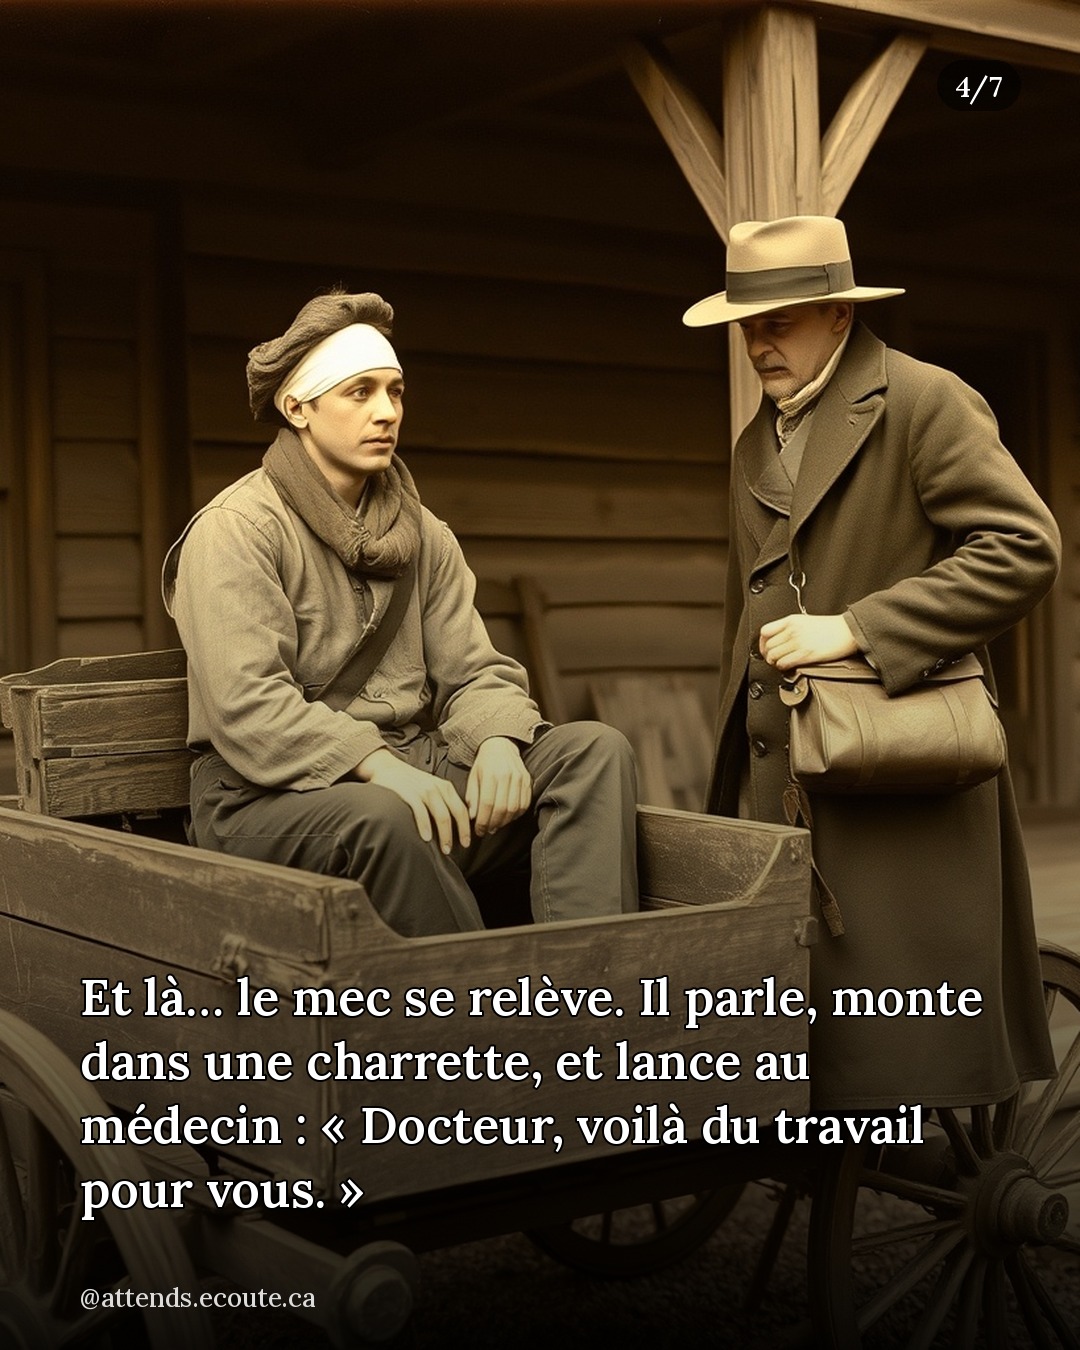 4/7
Et là... le mec se relève. Il parle, monte
dans une charrette, et lance au
médecin : « Docteur, voilà du travail
pour vous. »
@attends.ecoute.ca